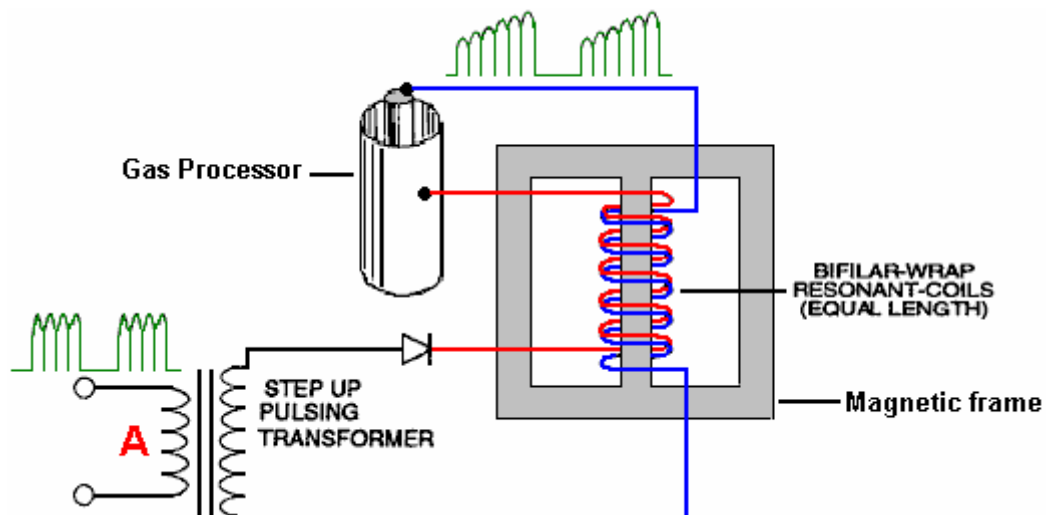 Gas Processor
BIFILAR-WRAP
RESONANT-COILS
(EQUAL LENGTH)
STEP UP
PULSING
TRANSFORMER
A
Magnetic frame